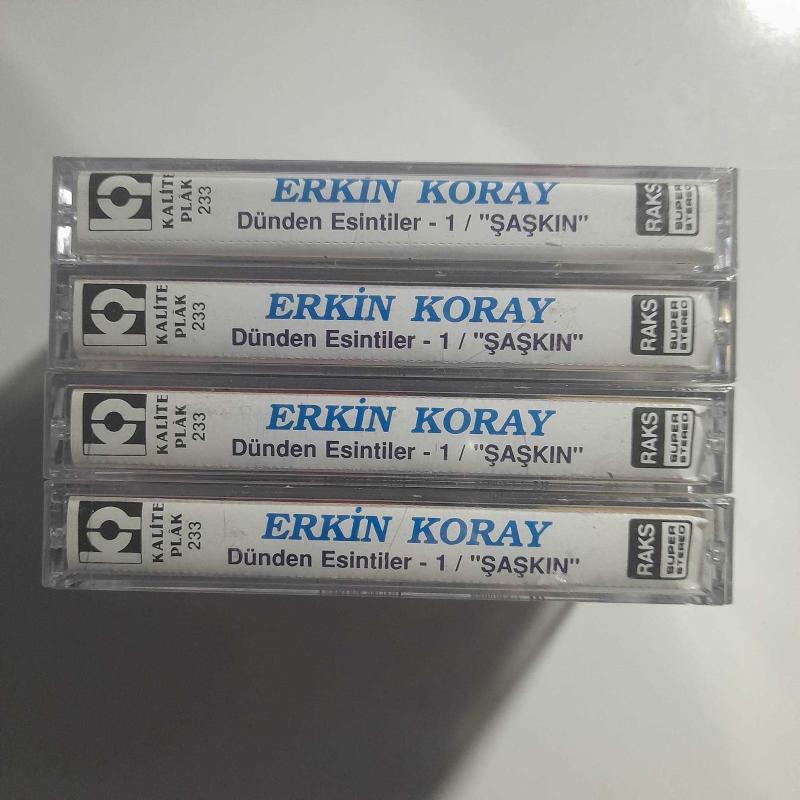 KALİTE
PLÂK
233
ERKİN KORAY
Dünden Esintiler - 1 / "ŞAŞKIN"
RAKS
SUPER
STEREO
KALİTE
PLÂK
233
ERKİN KORAY
Dünden Esintiler - 1 / "ŞAŞKIN"
RAKS
SUPER
STEREO
KALİTE
PLÂK
233
ERKİN KORAY
Dünden Esintiler - 1 / "ŞAŞKIN"
RAKS
SUPER
STEREO
KALİTE
PLÂK
233
ERKİN KORAY
Dünden Esintiler - 1 / "ŞAŞKIN"
RAKS
SUPER
STEREO